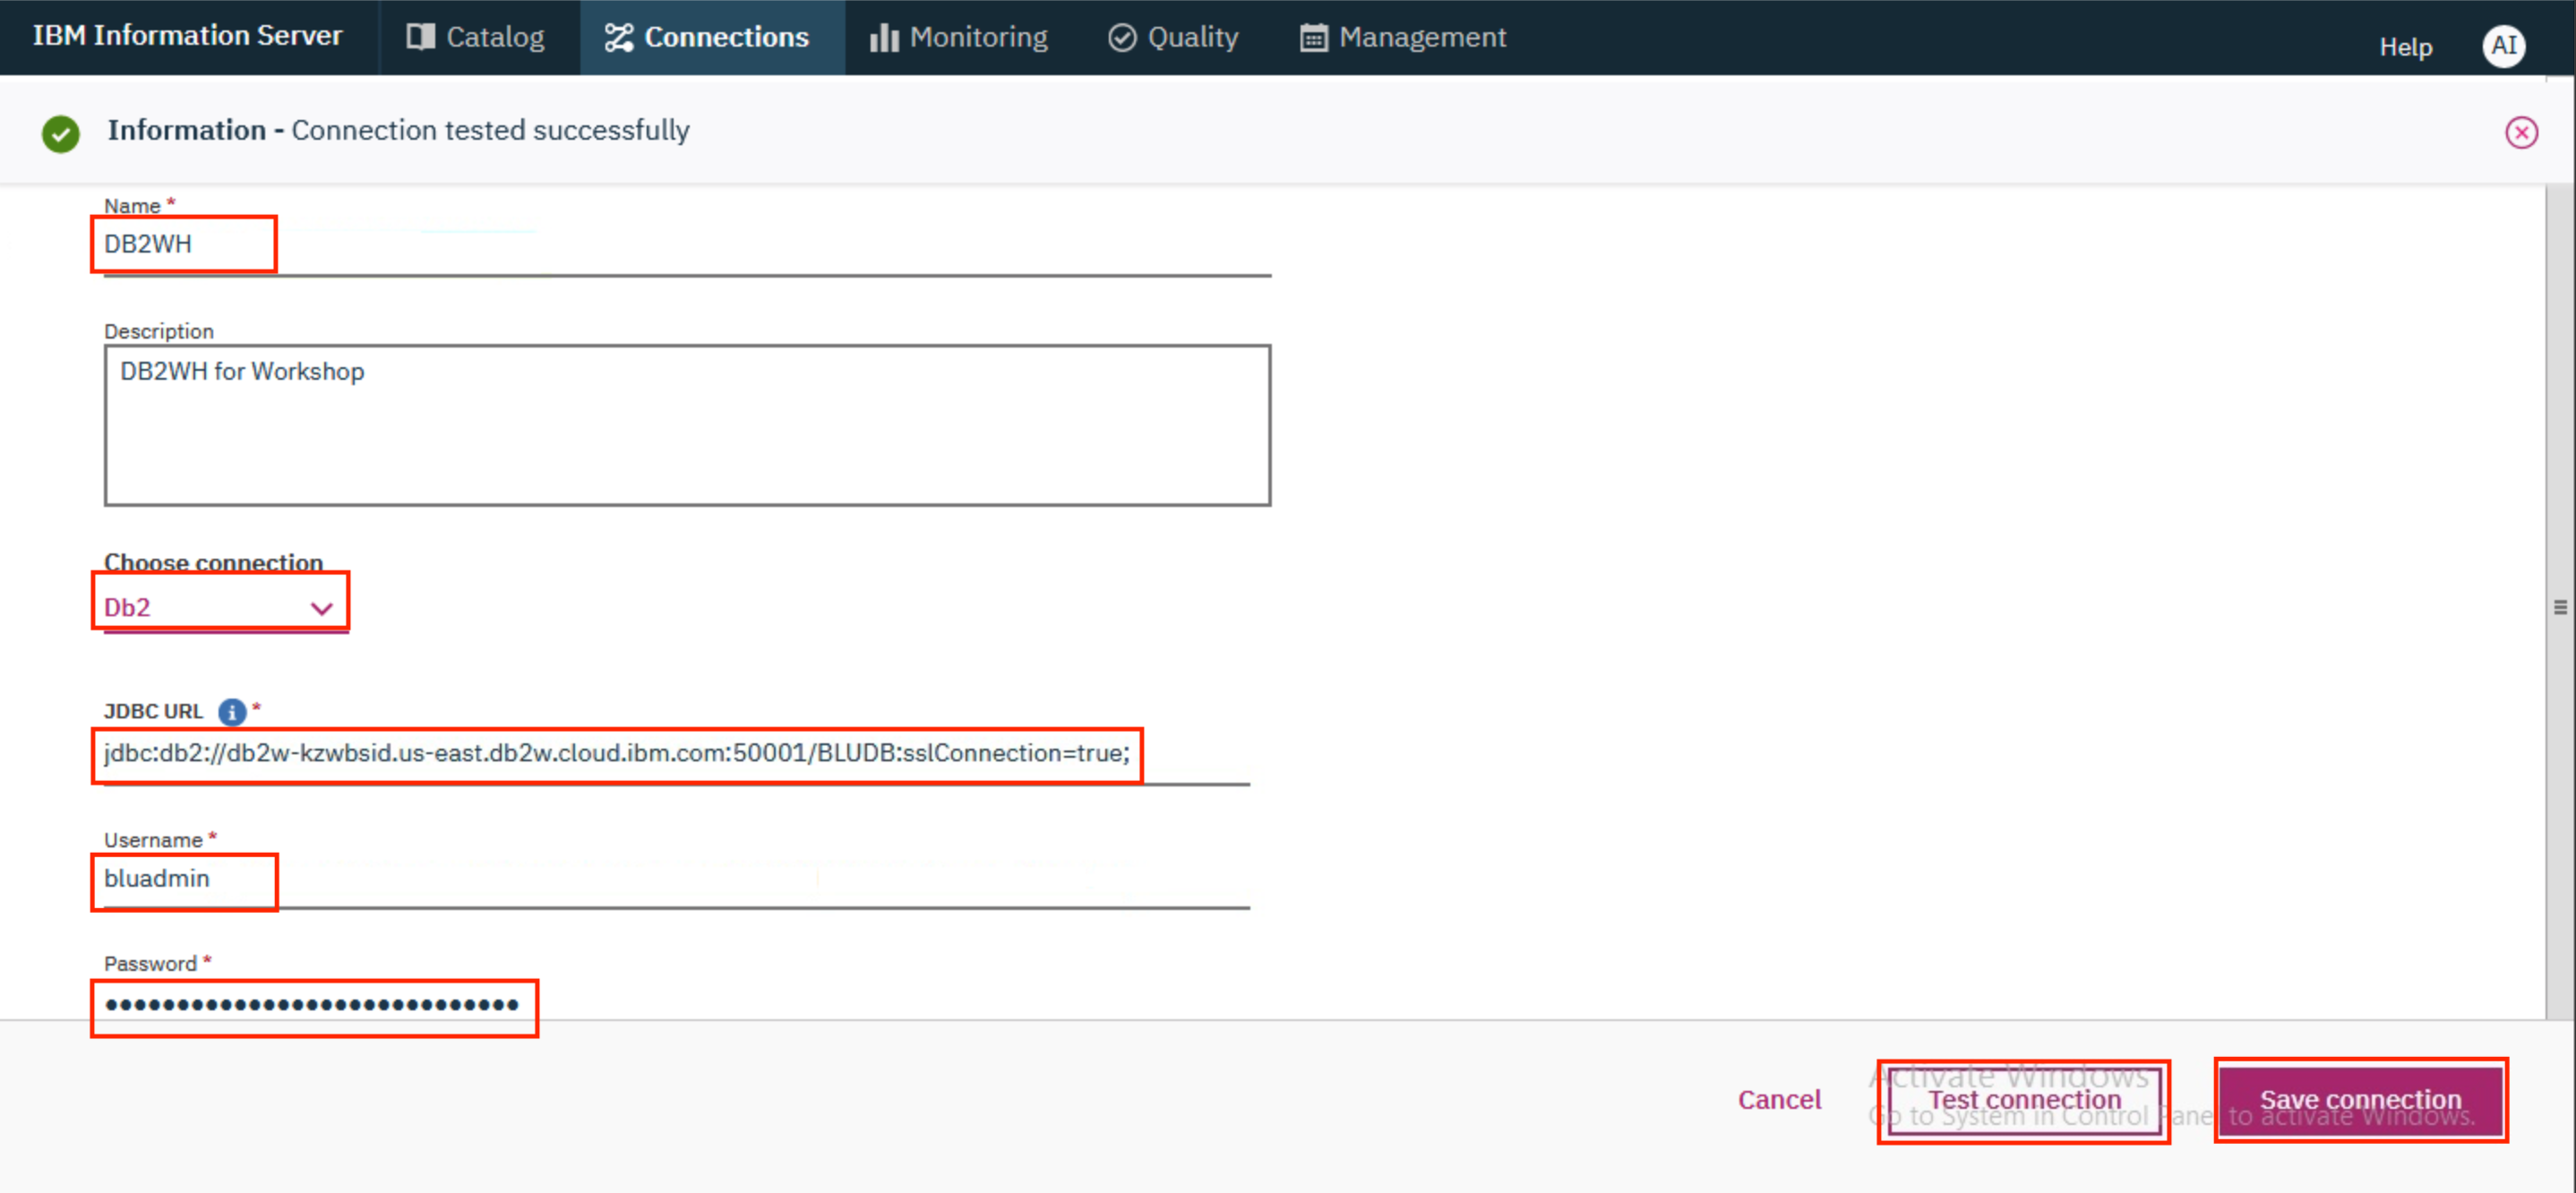 IBM Information Server Catalog Connections Monitoring Quality Management Help AI
Information - Connection tested successfully
Name *
DB2WH
Description
DB2WH for Workshop
Choose connection
Db2
JDBC URL i *
jdbc:db2://db2w-kzwbsid.us-east.db2w.cloud.ibm.com:50001/BLUDB:sslConnection=true;
Username *
bluadmin
Password *
•••••••••••••••••••••••••••••
Activate Windows
Cancel Test connection Save connection
Go to System in Control Panel to activate Windows.